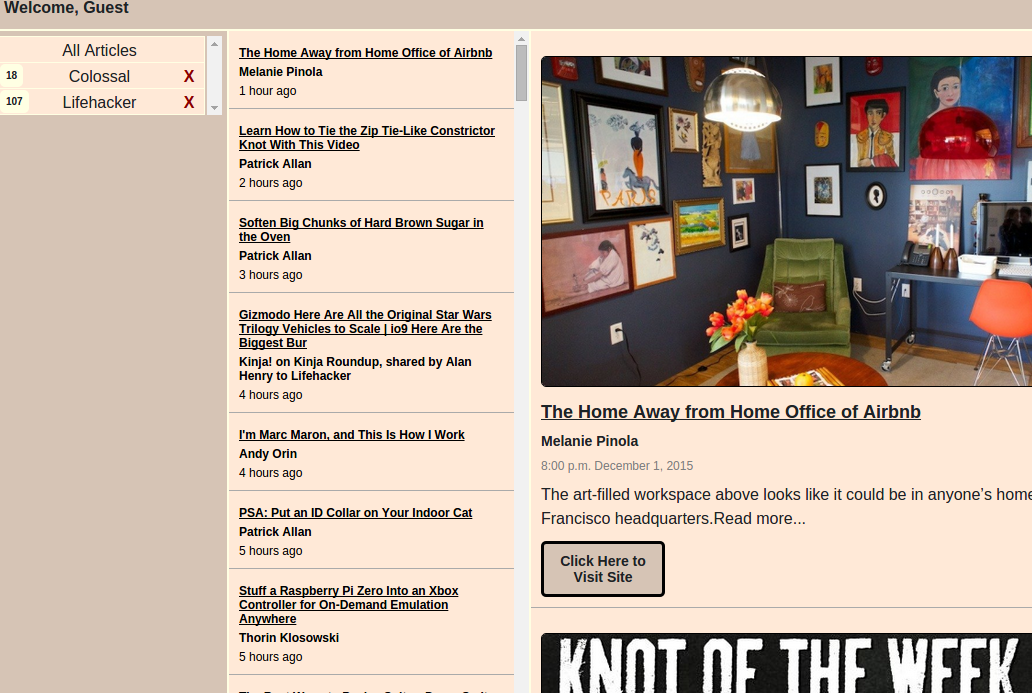 Welcome, Guest
All Articles
18
Colossal
X
107
Lifehacker
X
The Home Away from Home Office of Airbnb
Melanie Pinola
1 hour ago
Learn How to Tie the Zip Tie-Like Constrictor
Knot With This Video
Patrick Allan
2 hours ago
Soften Big Chunks of Hard Brown Sugar in
the Oven
Patrick Allan
3 hours ago
Gizmodo Here Are All the Original Star Wars
Trilogy Vehicles to Scale | io9 Here Are the
Biggest Bur
Kinja! on Kinja Roundup, shared by Alan
Henry to Lifehacker
4 hours ago
I'm Marc Maron, and This Is How I Work
Andy Orin
4 hours ago
PSA: Put an ID Collar on Your Indoor Cat
Patrick Allan
5 hours ago
Stuff a Raspberry Pi Zero Into an Xbox
Controller for On-Demand Emulation
Anywhere
Thorin Klosowski
5 hours ago
PARIS
The Home Away from Home Office of Airbnb
Melanie Pinola
8:00 p.m. December 1, 2015
The art-filled workspace above looks like it could be in anyone’s home
Francisco headquarters.Read more...
Click Here to
Visit Site
KNOT OF THE WEEK